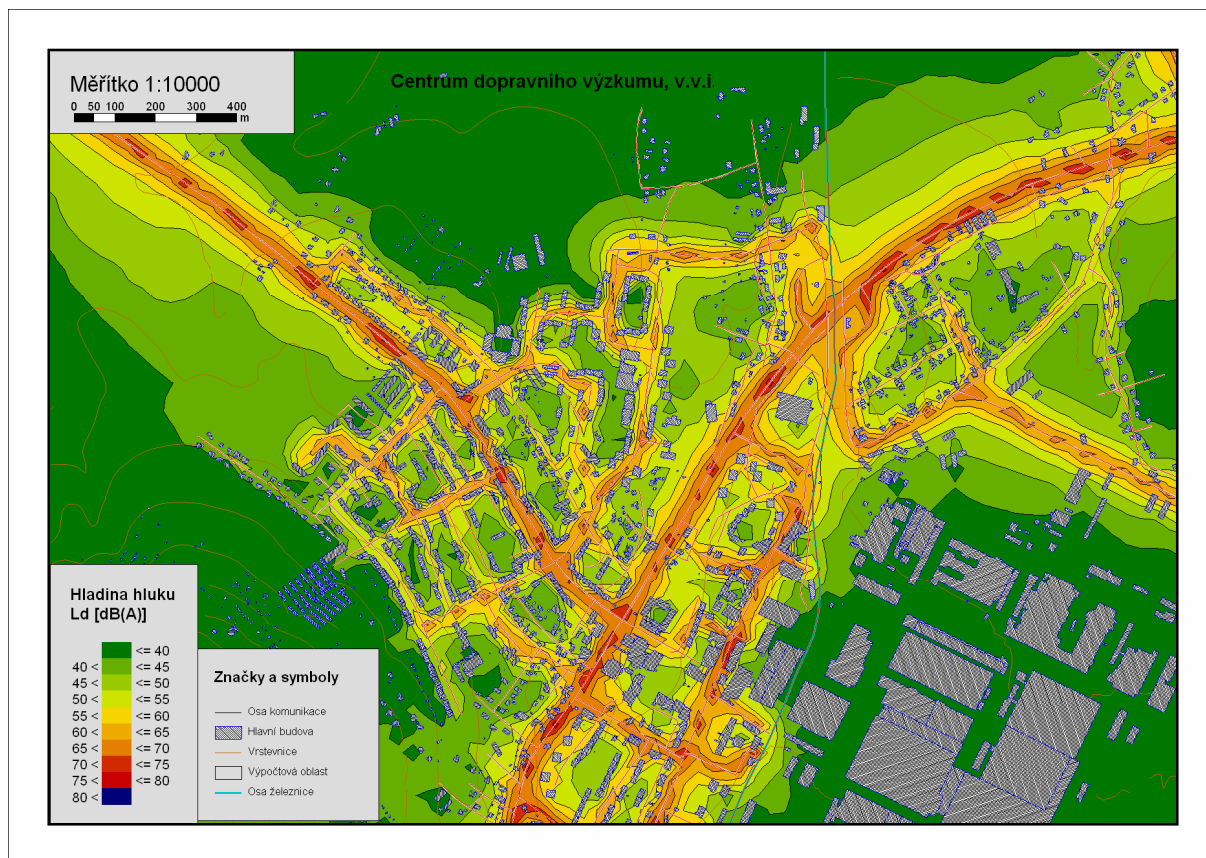 Měřítko 1:10000
0 50 100 200 300 400
m
Centrum dopravního výzkumu, v.v.i.
Hladina hluku
Ld [dB(A)]
<= 40
40 < <= 45
45 < <= 50
50 < <= 55
55 < <= 60
60 < <= 65
65 < <= 70
70 < <= 75
75 < <= 80
80 <
Značky a symboly
Osa komunikace
Hlavní budova
Vrstevnice
Výpočtová oblast
Osa železnice